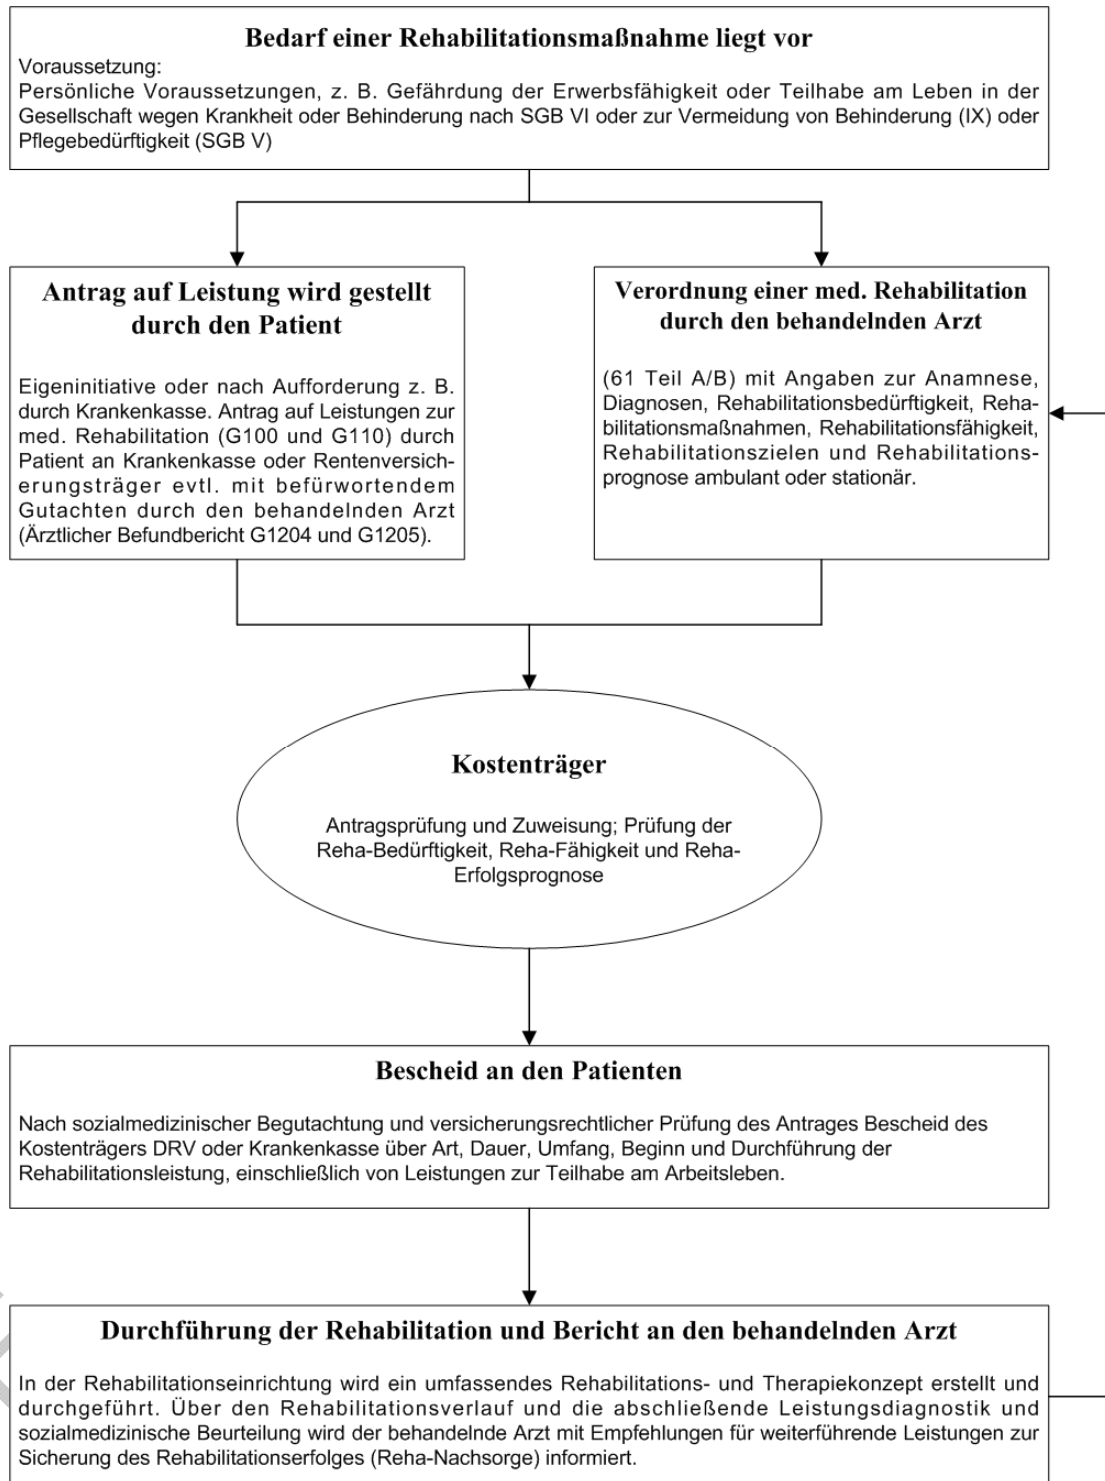 Bedarf einer Rehabilitationsmaßnahme liegt vor
Voraussetzung:
Persönliche Voraussetzungen, z. B. Gefährdung der Erwerbsfähigkeit oder Teilhabe am Leben in der
Gesellschaft wegen Krankheit oder Behinderung nach SGB VI oder zur Vermeidung von Behinderung (IX) oder
Pflegebedürftigkeit (SGB V)
Antrag auf Leistung wird gestellt
durch den Patient
Eigeninitiative oder nach Aufforderung z. B.
durch Krankenkasse. Antrag auf Leistungen zur
med. Rehabilitation (G100 und G110) durch
Patient an Krankenkasse oder Rentenversich-
erungsträger evtl. mit befürwortendem
Gutachten durch den behandelnden Arzt
(Ärztlicher Befundbericht G1204 und G1205).
Verordnung einer med. Rehabilitation
durch den behandelnden Arzt
(61 Teil A/B) mit Angaben zur Anamnese,
Diagnosen, Rehabilitationsbedürftigkeit, Reha-
bilitationsmaßnahmen, Rehabilitationsfähigkeit,
Rehabilitationszielen und Rehabilitations-
prognose ambulant oder stationär.
Kostenträger
Antragsprüfung und Zuweisung; Prüfung der
Reha-Bedürftigkeit, Reha-Fähigkeit und Reha-
Erfolgsprognose
Bescheid an den Patienten
Nach sozialmedizinischer Begutachtung und versicherungsrechtlicher Prüfung des Antrages Bescheid des
Kostenträgers DRV oder Krankenkasse über Art, Dauer, Umfang, Beginn und Durchführung der
Rehabilitationsleistung, einschließlich von Leistungen zur Teilhabe am Arbeitsleben.
Durchführung der Rehabilitation und Bericht an den behandelnden Arzt
In der Rehabilitationseinrichtung wird ein umfassendes Rehabilitations- und Therapiekonzept erstellt und
durchgeführt. Über den Rehabilitationsverlauf und die abschließende Leistungsdiagnostik und
sozialmedizinische Beurteilung wird der behandelnde Arzt mit Empfehlungen für weiterführende Leistungen zur
Sicherung des Rehabilitationserfolges (Reha-Nachsorge) informiert.